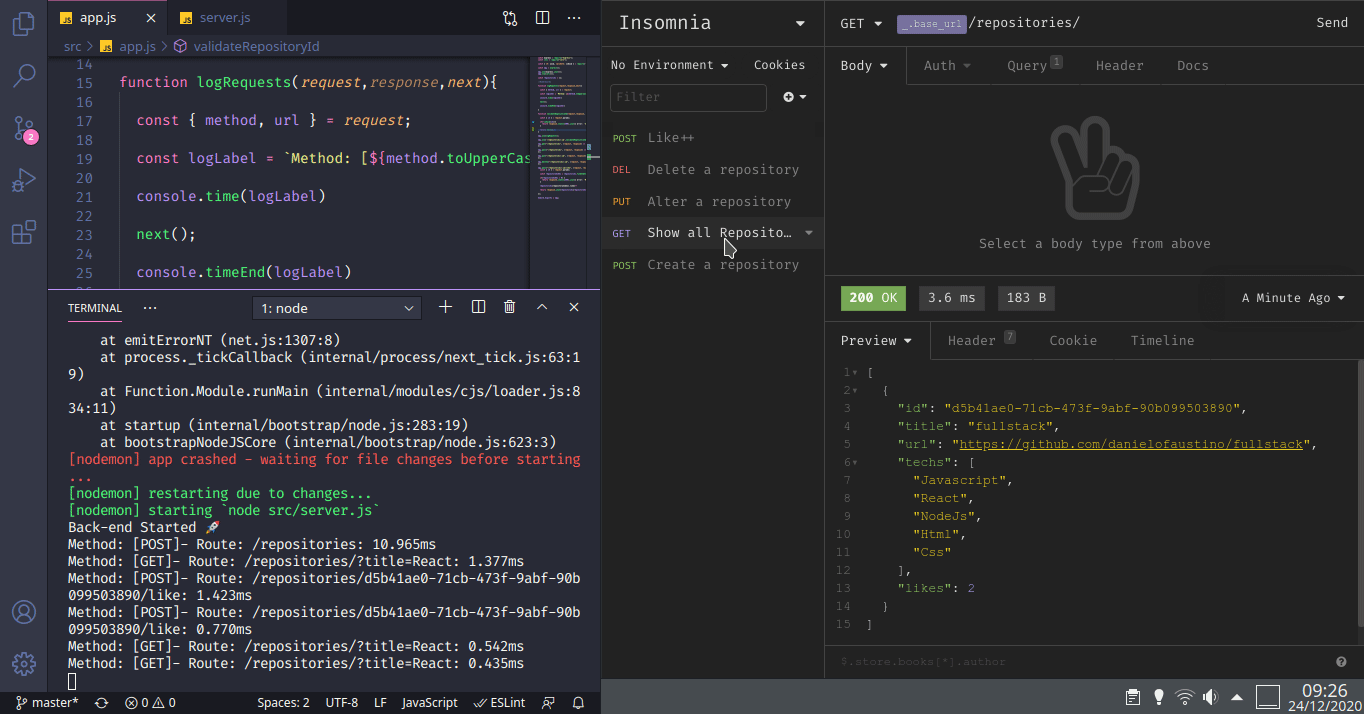 JS app.js
JS server.js
src > JS app.js > validateRepositoryId
14
15 function logRequests(request,response,next){
16
17 const { method, url } = request;
18
19 const logLabel = `Method: [${method.toUpperCas
20
21 console.time(logLabel)
22
23 next();
24
25 console.timeEnd(logLabel)
2
TERMINAL ··· 1: node
at emitErrorNT (net.js:1307:8)
at process._tickCallback (internal/process/next_tick.js:63:1
9)
at Function.Module.runMain (internal/modules/cjs/loader.js:8
34:11)
at startup (internal/bootstrap/node.js:283:19)
at bootstrapNodeJSCore (internal/bootstrap/node.js:623:3)
[nodemon] app crashed - waiting for file changes before starting
...
[nodemon] restarting due to changes...
[nodemon] starting `node src/server.js`
Back-end Started 🚀
Method: [POST]- Route: /repositories: 10.965ms
Method: [GET]- Route: /repositories/?title=React: 1.377ms
Method: [POST]- Route: /repositories/d5b41ae0-71cb-473f-9abf-90b
099503890/like: 1.423ms
Method: [POST]- Route: /repositories/d5b41ae0-71cb-473f-9abf-90b
099503890/like: 0.770ms
Method: [GET]- Route: /repositories/?title=React: 0.542ms
Method: [GET]- Route: /repositories/?title=React: 0.435ms
master* 0 0 Spaces: 2 UTF-8 LF JavaScript ESLint
Insomnia
No Environment Cookies
Filter
POST Like++
DEL Delete a repository
PUT Alter a repository
GET Show all Reposito…
POST Create a repository
GET _.base_url /repositories/ Send
Body Auth Query 1 Header Docs
Select a body type from above
200 OK 3.6 ms 183 B A Minute Ago
Preview Header 7 Cookie Timeline
1 [
2 {
3 "id": "d5b41ae0-71cb-473f-9abf-90b099503890",
4 "title": "fullstack",
5 "url": "https://github.com/danielofaustino/fullstack",
6 "techs": [
7 "Javascript",
8 "React",
9 "NodeJs",
10 "Html",
11 "Css"
12 ],
13 "likes": 2
14 }
15 ]
$.store.books[*].author
09:26
24/12/2020